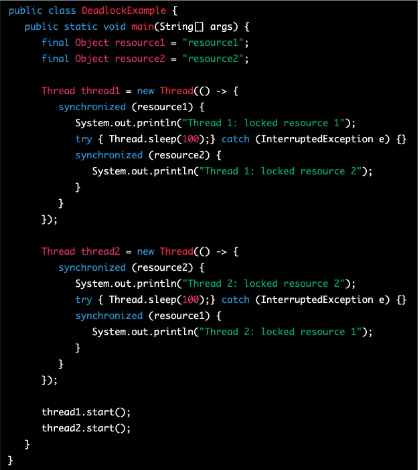 public class DeadlockExample {
public static void main(String[] args) {
final Object resource1 = "resource1";
final Object resource2 = "resource2";
Thread thread1 = new Thread(() -> {
synchronized (resource1) {
System.out.println("Thread 1: locked resource 1");
try { Thread.sleep(100);} catch (InterruptedException e) {}
synchronized (resource2) {
System.out.println("Thread 1: locked resource 2");
}
}
});
Thread thread2 = new Thread(() -> {
synchronized (resource2) {
System.out.println("Thread 2: locked resource 2");
try { Thread.sleep(100);} catch (InterruptedException e) {}
synchronized (resource1) {
System.out.println("Thread 2: locked resource 1");
}
}
});
thread1.start();
thread2.start();
}
}